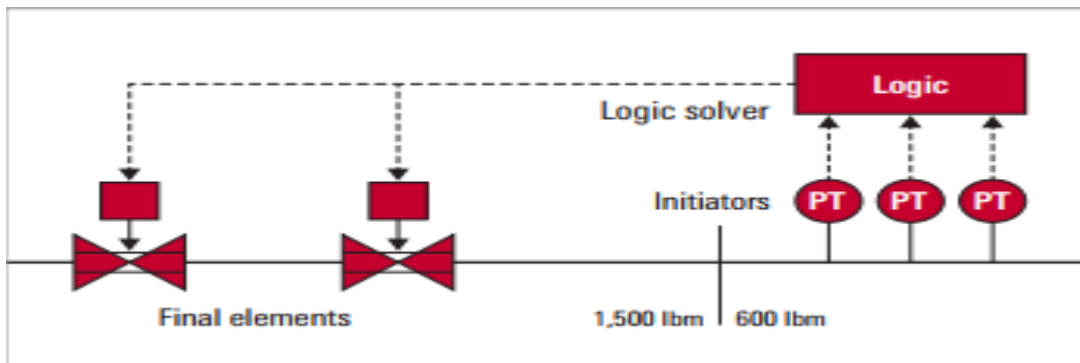 Logic
Logic solver
Initiators
PT PT PT
Final elements
1,500 lbm 600 lbm